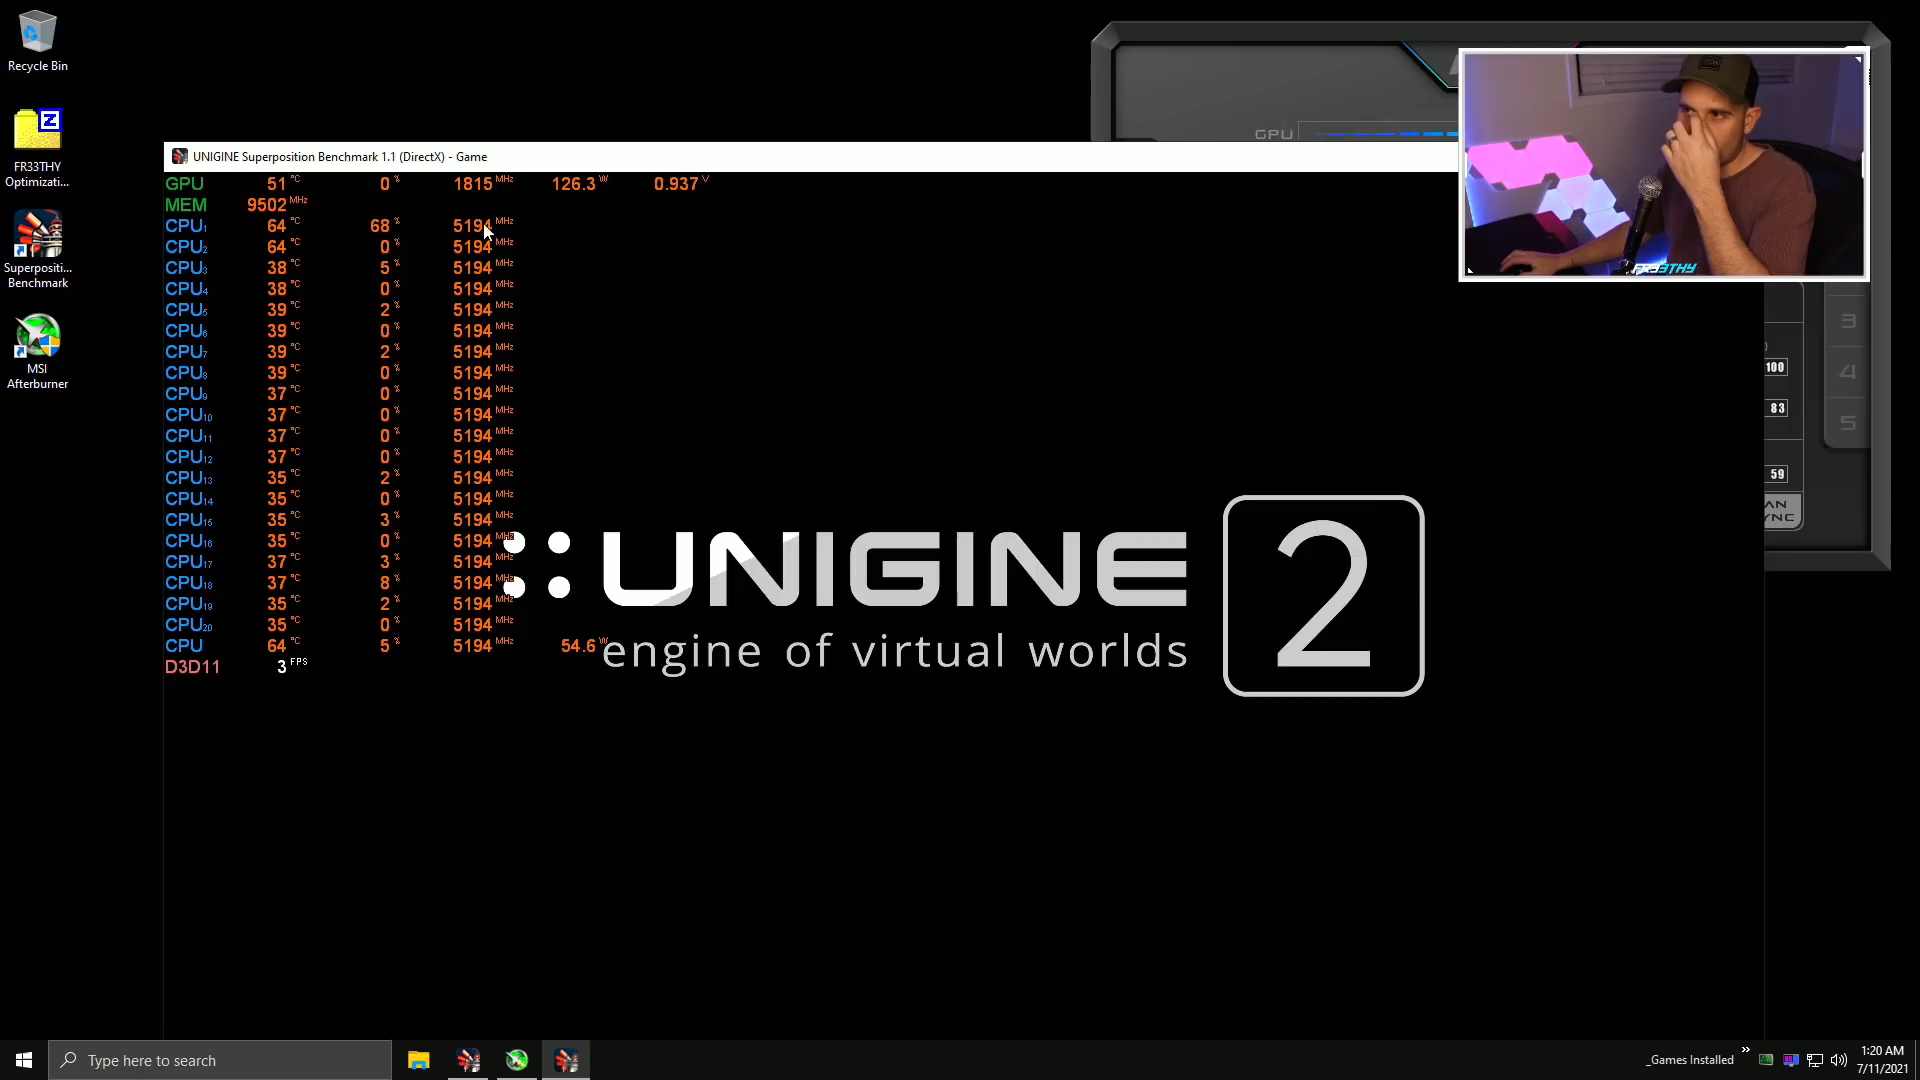 Recycle Bin
FR33THY
Optimizati...
Superpositi...
Benchmark
MSI
Afterburner
UNIGINE Superposition Benchmark 1.1 (DirectX) - Game
GPU 51 °C 0 % 1815 MHz 126.3 W 0.937 V
MEM 9502 MHz
CPU1 64 °C 68 % 5194 MHz
CPU2 64 °C 0 % 5194 MHz
CPU3 38 °C 5 % 5194 MHz
CPU4 38 °C 0 % 5194 MHz
CPU5 39 °C 2 % 5194 MHz
CPU6 39 °C 0 % 5194 MHz
CPU7 39 °C 2 % 5194 MHz
CPU8 39 °C 0 % 5194 MHz
CPU9 37 °C 0 % 5194 MHz
CPU10 37 °C 0 % 5194 MHz
CPU11 37 °C 0 % 5194 MHz
CPU12 37 °C 0 % 5194 MHz
CPU13 35 °C 2 % 5194 MHz
CPU14 35 °C 0 % 5194 MHz
CPU15 35 °C 3 % 5194 MHz
CPU16 35 °C 0 % 5194 MHz
CPU17 37 °C 3 % 5194 MHz
CPU18 37 °C 8 % 5194 MHz
CPU19 35 °C 2 % 5194 MHz
CPU20 35 °C 0 % 5194 MHz
CPU 64 °C 5 % 5194 MHz 54.6 W
D3D11 3 FPS
UNIGINE 2
engine of virtual worlds
GPU
FR33THY
3
100
4
83
5
59
Type here to search
_Games Installed
1:20 AM
7/11/2021